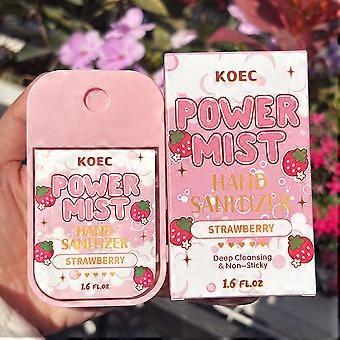 KOEC
POWER
MIST
HAND
SANITIZER
STRAWBERRY
1.6 FL.OZ
KOEC
POWER
MIST
HAND
SANITIZER
STRAWBERRY
Deep Cleansing
& Non-Sticky
1.6 FL.OZ